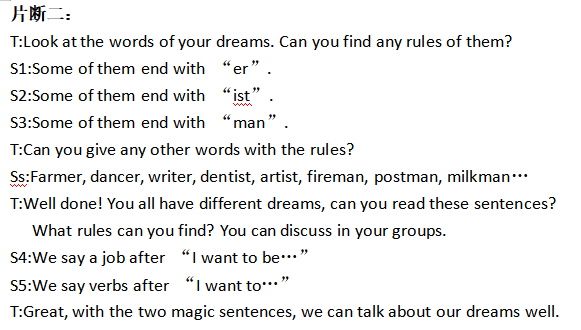 片断二：
T:Look at the words of your dreams. Can you find any rules of them?
S1:Some of them end with “er”.
S2:Some of them end with “ist”.
S3:Some of them end with “man”.
T:Can you give any other words with the rules?
Ss:Farmer, dancer, writer, dentist, artist, fireman, postman, milkman⋯
T:Well done! You all have different dreams, can you read these sentences?
What rules can you find? You can discuss in your groups.
S4:We say a job after “I want to be⋯”
S5:We say verbs after “I want to⋯”
T:Great, with the two magic sentences, we can talk about our dreams well.